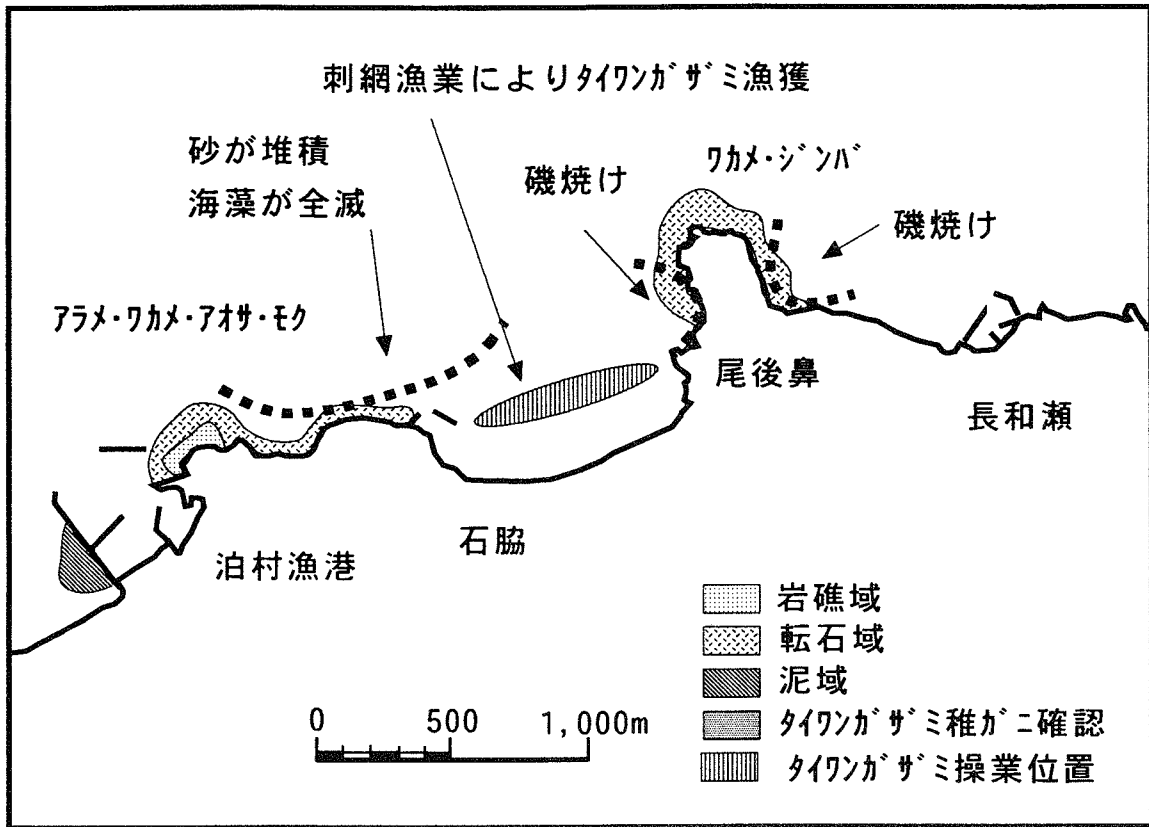 刺網漁業によりﾀｲﾜﾝｶﾞｻﾞﾐ漁獲
砂が堆積
海藻が全滅
磯焼け
ﾜｶﾒ・ｼﾞﾝﾊﾞ
磯焼け
ｱﾗﾒ・ﾜｶﾒ・ｱｵｻ・ﾓｸ
尾後鼻
長和瀬
石脇
泊村漁港
岩礁域
転石域
泥域
ﾀｲﾜﾝｶﾞｻﾞﾐ稚ガニ確認
ﾀｲﾜﾝｶﾞｻﾞﾐ操業位置
0 500 1,000m